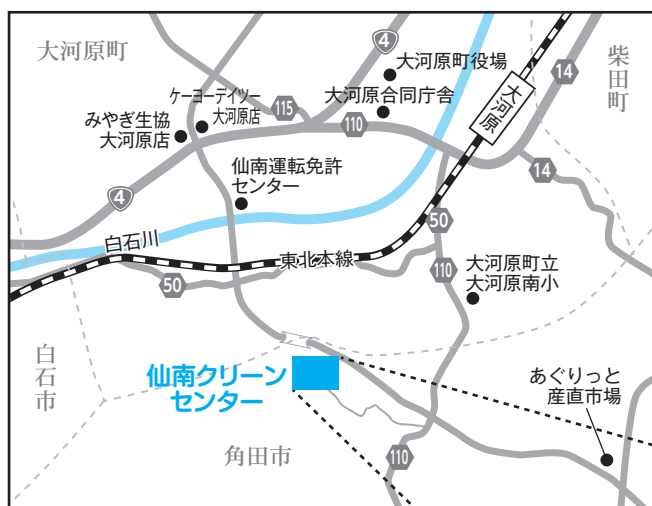 大河原町
4
柴田町
大河原町役場
14
ケーヨーデイツー
大河原店
115
大河原合同庁舎
大河原
みやぎ生協
大河原店
110
仙南運転免許
センター
14
4
50
白石川
東北本線
50
110
大河原町立
大河原南小
白石市
仙南クリーン
センター
あぐりっと
産直市場
角田市
110